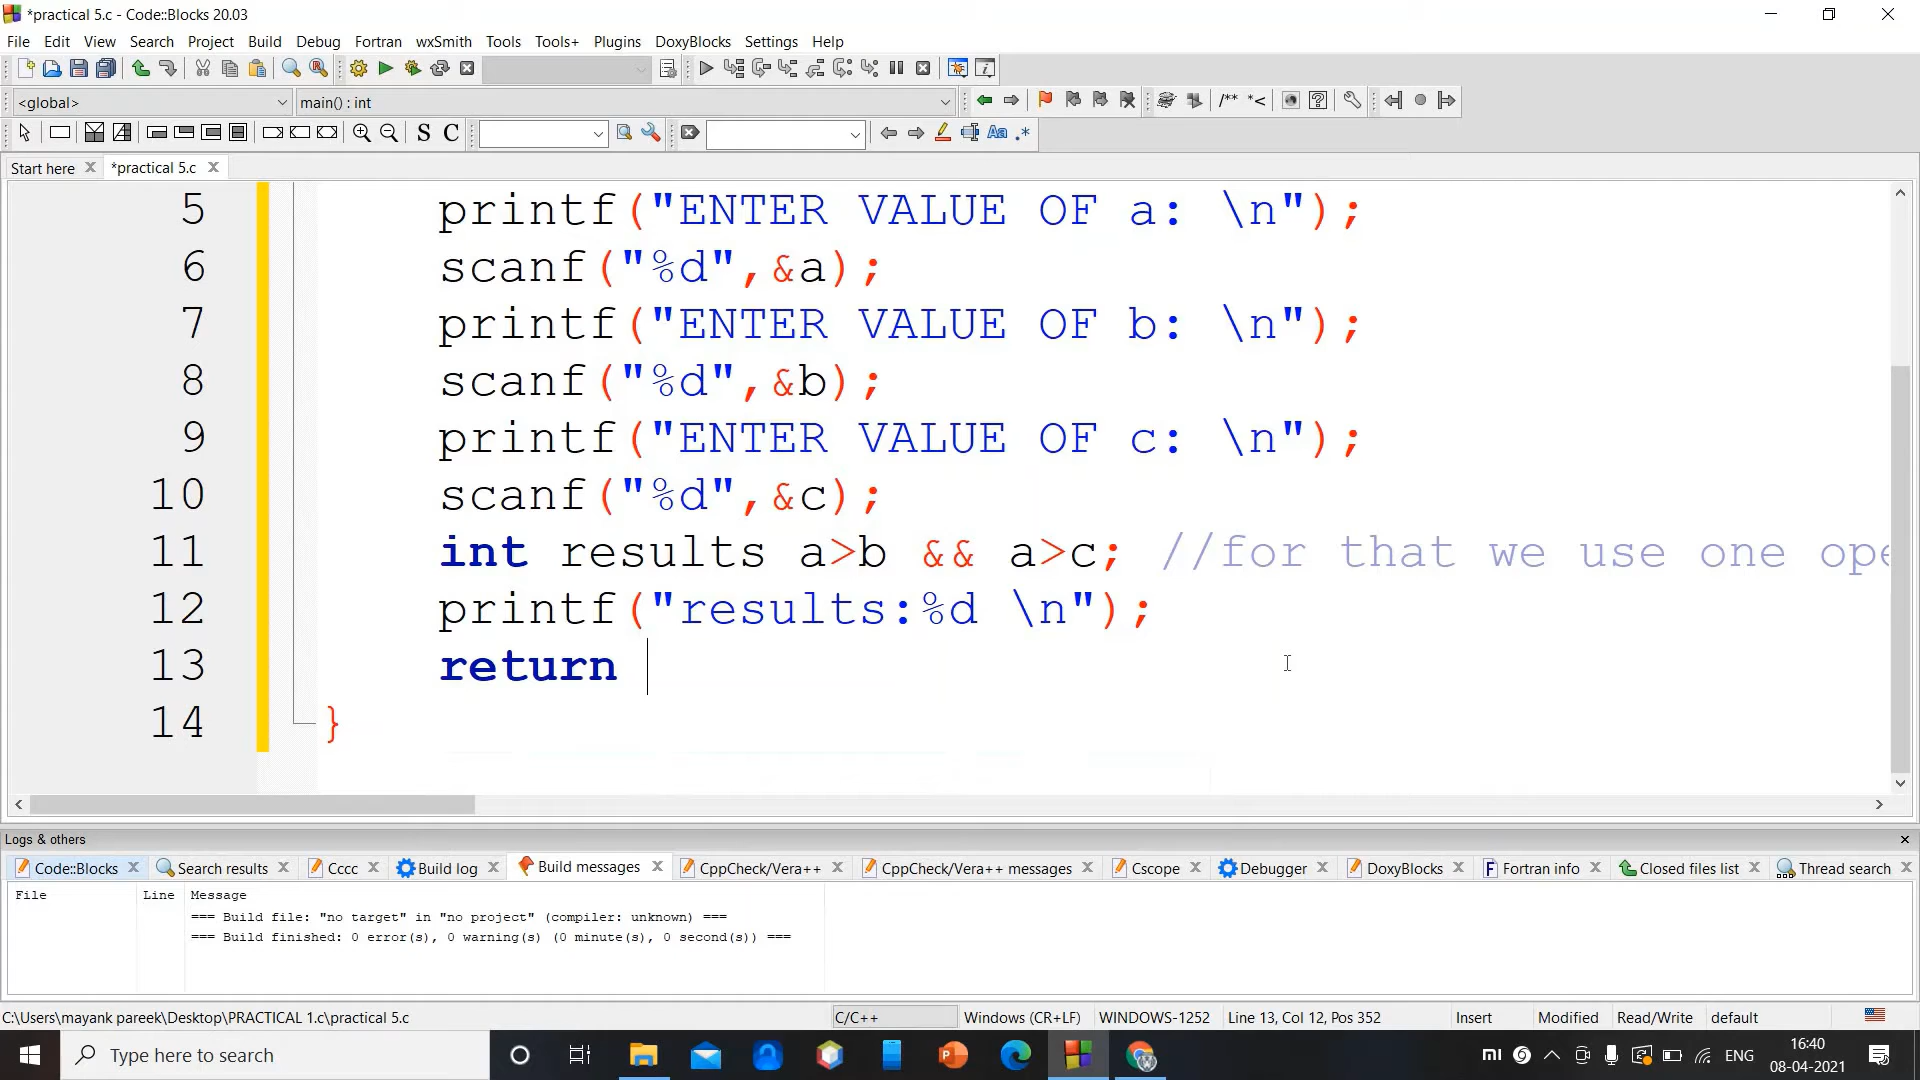 *practical 5.c - Code::Blocks 20.03
File Edit View Search Project Build Debug Fortran wxSmith Tools Tools+ Plugins DoxyBlocks Settings Help
<global> main() : int /** *<
S C Aa .*
Start here *practical 5.c
5 printf("ENTER VALUE OF a: \n");
6 scanf("%d",&a);
7 printf("ENTER VALUE OF b: \n");
8 scanf("%d",&b);
9 printf("ENTER VALUE OF c: \n");
10 scanf("%d",&c);
11 int results a>b && a>c; //for that we use one ope
12 printf("results:%d \n");
13 return
14 }
Logs & others
Code::Blocks Search results Cccc Build log Build messages CppCheck/Vera++ CppCheck/Vera++ messages Cscope Debugger DoxyBlocks Fortran info Closed files list Thread search
File Line Message
=== Build file: "no target" in "no project" (compiler: unknown) ===
=== Build finished: 0 error(s), 0 warning(s) (0 minute(s), 0 second(s)) ===
C:\Users\mayank pareek\Desktop\PRACTICAL 1.c\practical 5.c C/C++ Windows (CR+LF) WINDOWS-1252 Line 13, Col 12, Pos 352 Insert Modified Read/Write default
Type here to search ENG 16:40
08-04-2021